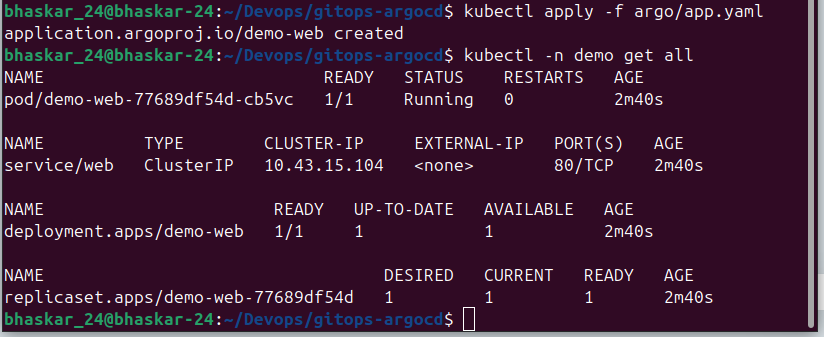 bhaskar_24@bhaskar-24:~/Devops/gitops-argocd$ kubectl apply -f argo/app.yaml
application.argoproj.io/demo-web created
bhaskar_24@bhaskar-24:~/Devops/gitops-argocd$ kubectl -n demo get all
NAME READY STATUS RESTARTS AGE
pod/demo-web-77689df54d-cb5vc 1/1 Running 0 2m40s
NAME TYPE CLUSTER-IP EXTERNAL-IP PORT(S) AGE
service/web ClusterIP 10.43.15.104 <none> 80/TCP 2m40s
NAME READY UP-TO-DATE AVAILABLE AGE
deployment.apps/demo-web 1/1 1 1 2m40s
NAME DESIRED CURRENT READY AGE
replicaset.apps/demo-web-77689df54d 1 1 1 2m40s
bhaskar_24@bhaskar-24:~/Devops/gitops-argocd$